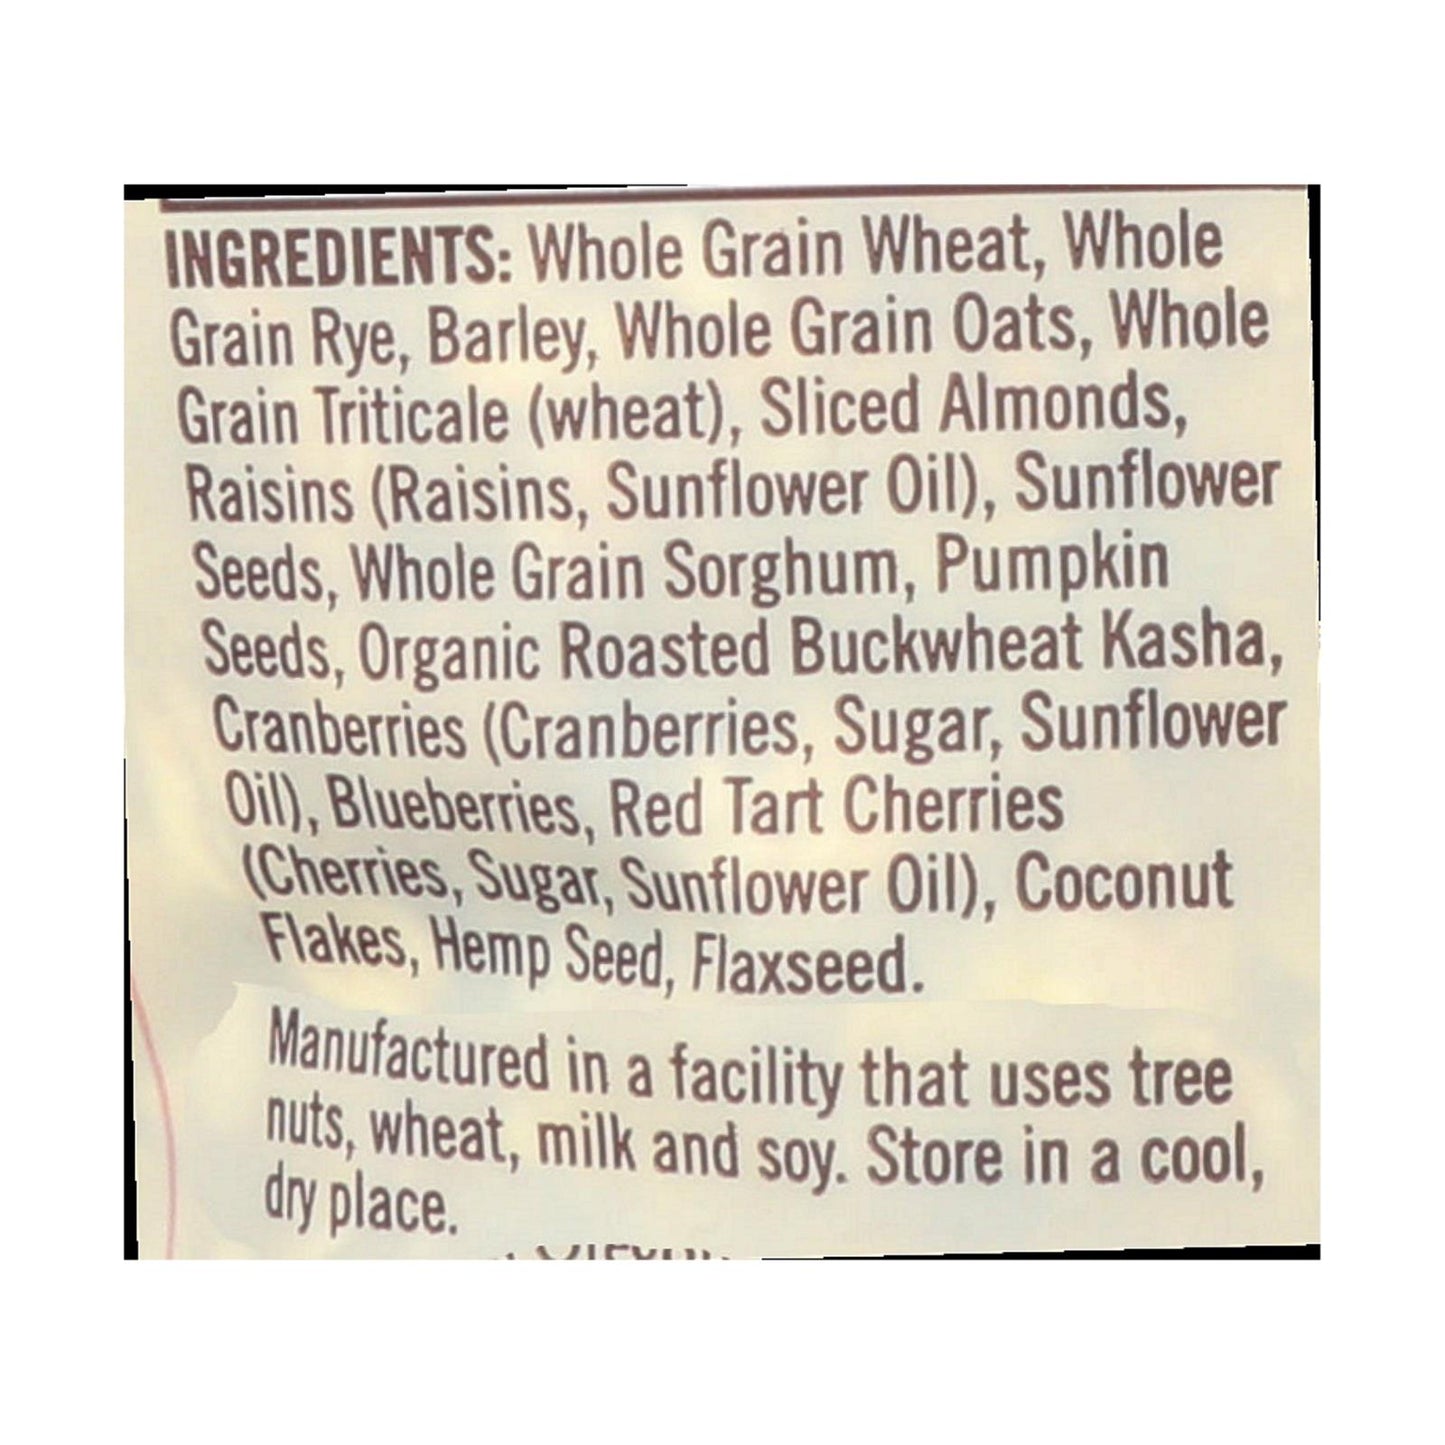 INGREDIENTS: Whole Grain Wheat, Whole
Grain Rye, Barley, Whole Grain Oats, Whole
Grain Triticale (wheat), Sliced Almonds,
Raisins (Raisins, Sunflower Oil), Sunflower
Seeds, Whole Grain Sorghum, Pumpkin
Seeds, Organic Roasted Buckwheat Kasha,
Cranberries (Cranberries, Sugar, Sunflower
Oil), Blueberries, Red Tart Cherries
(Cherries, Sugar, Sunflower Oil), Coconut
Flakes, Hemp Seed, Flaxseed.
Manufactured in a facility that uses tree
nuts, wheat, milk and soy. Store in a cool,
dry place.